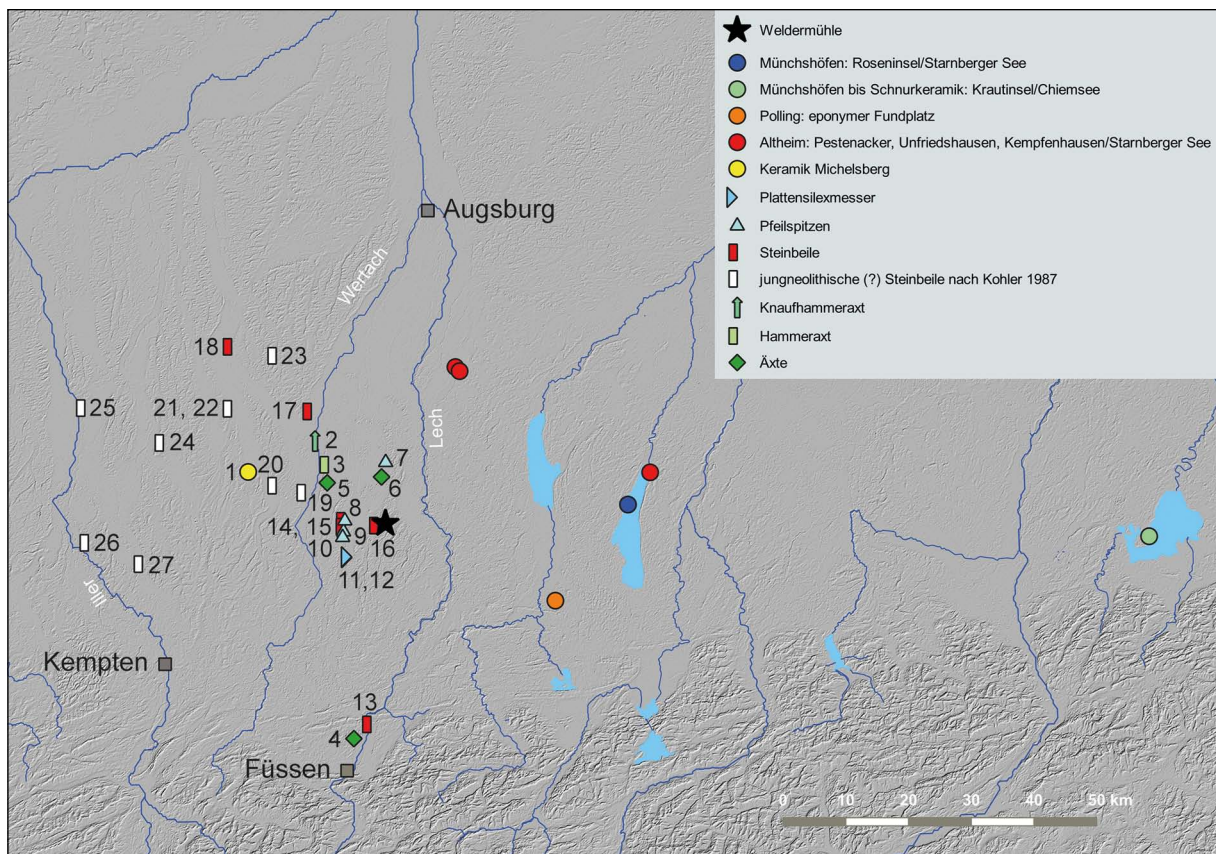 Weldermühle
Münchshöfen: Roseninsel/Starnberger See
Münchshöfen bis Schnurkeramik: Krautinsel/Chiemsee
Polling: eponymer Fundplatz
Altheim: Pestenacker, Unfriedshausen, Kempfenhausen/Starnberger See
Keramik Michelsberg
Plattensilexmesser
Pfeilspitzen
Steinbeile
jungneolithische (?) Steinbeile nach Kohler 1987
Knaufhammeraxt
Hammeraxt
Äxte
Augsburg
Wertach
18
23
25
21, 22
17
Lech
24
2
7
1
20
3
6
5
19
8
14, 15
9
10
16
26
27
11, 12
Iller
Kempten
13
4
Füssen
0 10 20 30 40 50 km